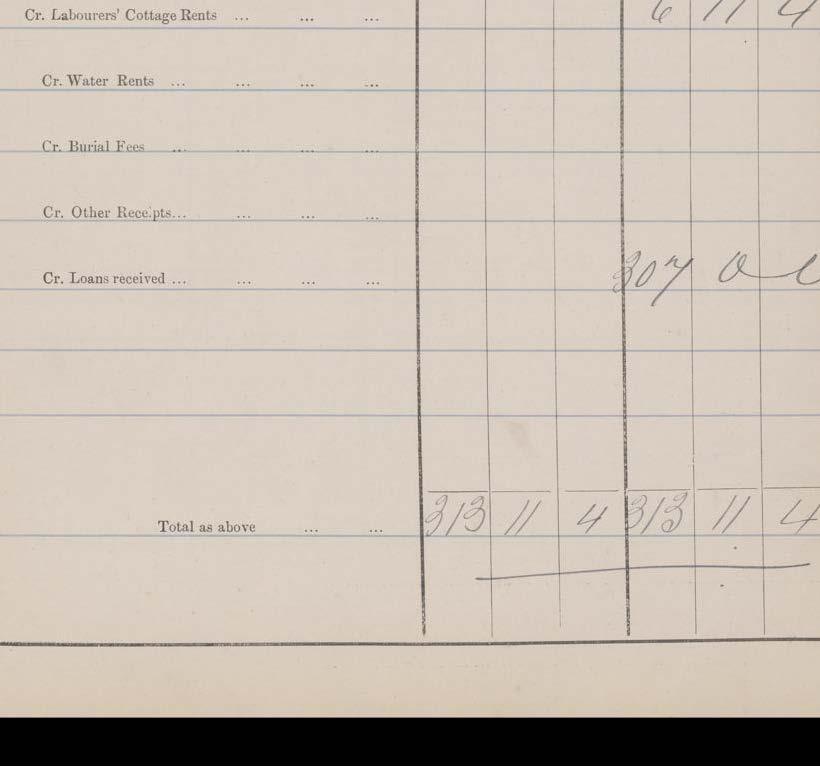 Cr. Labourers' Cottage Rents ... ... ... 6 11 4
Cr. Water Rents ... ... ... ...
Cr. Burial Fees ... ... ... ...
Cr. Other Receipts... ... ... ...
Cr. Loans received ... ... ... ... 307 0 0
Total as above ... ... 313 11 4 313 11 4